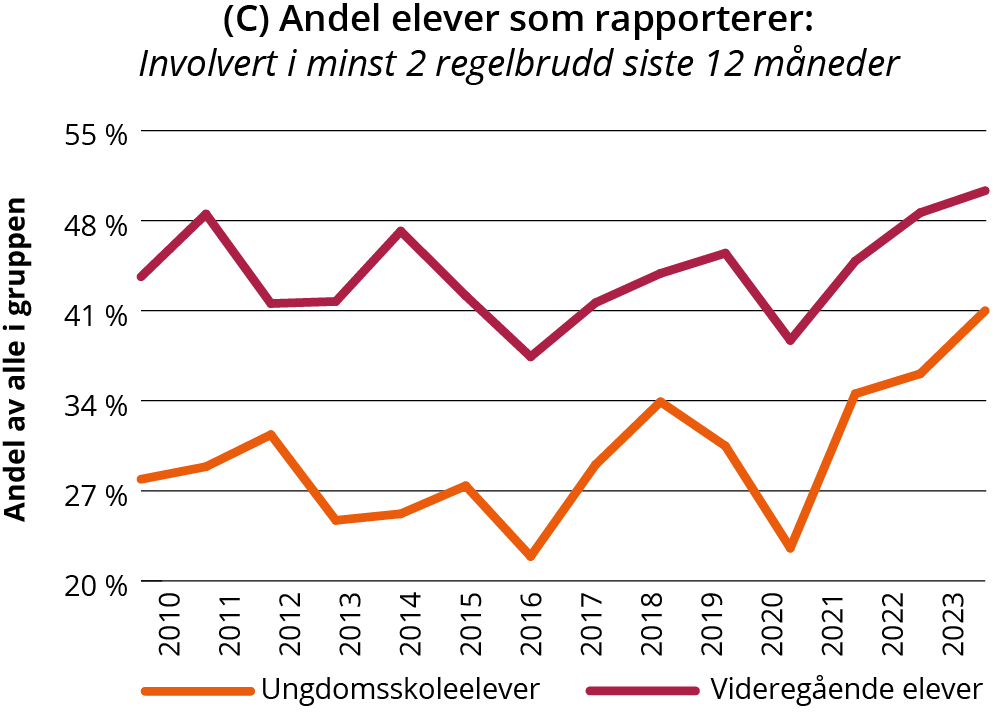 (C) Andel elever som rapporterer:
Involvert i minst 2 regelbrudd siste 12 måneder
Andel av alle i gruppen
55 %
48 %
41 %
34 %
27 %
20 %
2010 2011 2012 2013 2014 2015 2016 2017 2018 2019 2020 2021 2022 2023
Ungdomsskoleelever Videregående elever